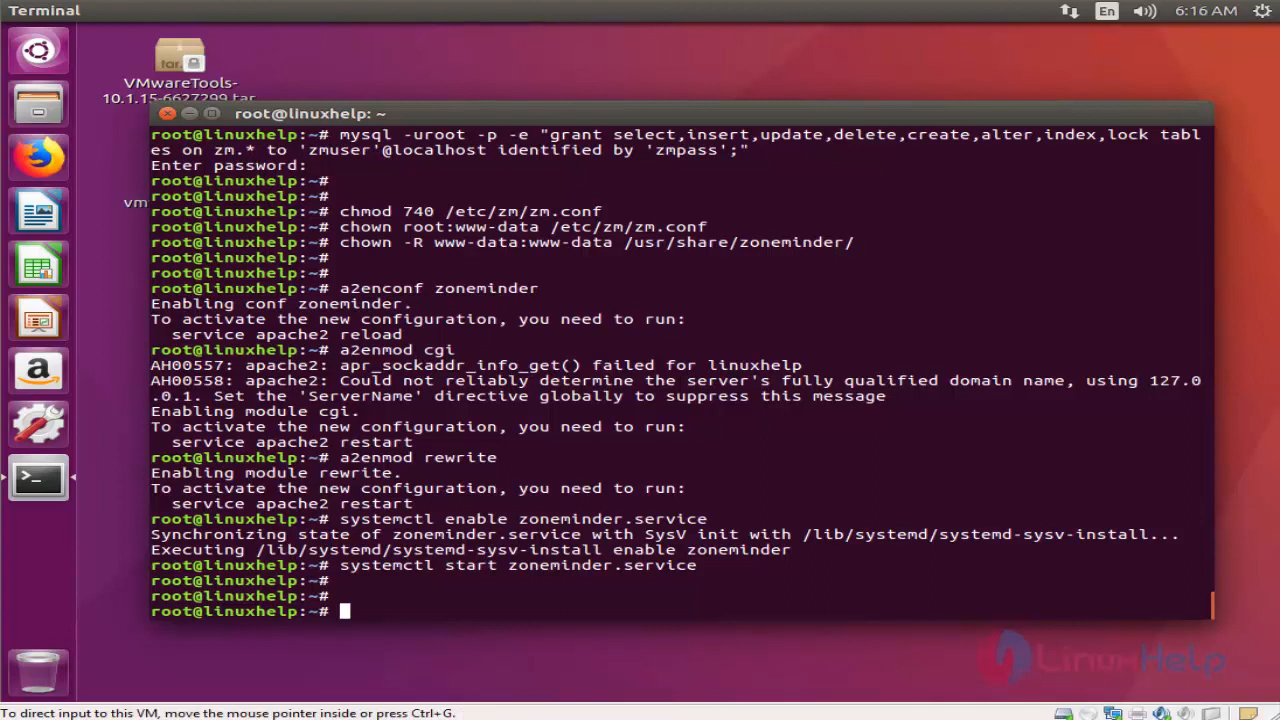 Terminal
En
6:16 AM
tar.
VMwareTools-
10.1.15-6627299.tar
vm
root@linuxhelp: ~
root@linuxhelp:~# mysql -uroot -p -e "grant select,insert,update,delete,create,alter,index,lock tabl
es on zm.* to 'zmuser'@localhost identified by 'zmpass';"
Enter password:
root@linuxhelp:~#
root@linuxhelp:~#
root@linuxhelp:~# chmod 740 /etc/zm/zm.conf
root@linuxhelp:~# chown root:www-data /etc/zm/zm.conf
root@linuxhelp:~# chown -R www-data:www-data /usr/share/zoneminder/
root@linuxhelp:~#
root@linuxhelp:~#
root@linuxhelp:~# a2enconf zoneminder
Enabling conf zoneminder.
To activate the new configuration, you need to run:
  service apache2 reload
root@linuxhelp:~# a2enmod cgi
AH00557: apache2: apr_sockaddr_info_get() failed for linuxhelp
AH00558: apache2: Could not reliably determine the server's fully qualified domain name, using 127.0
.0.1. Set the 'ServerName' directive globally to suppress this message
Enabling module cgi.
To activate the new configuration, you need to run:
  service apache2 restart
root@linuxhelp:~# a2enmod rewrite
Enabling module rewrite.
To activate the new configuration, you need to run:
  service apache2 restart
root@linuxhelp:~# systemctl enable zoneminder.service
Synchronizing state of zoneminder.service with SysV init with /lib/systemd/systemd-sysv-install...
Executing /lib/systemd/systemd-sysv-install enable zoneminder
root@linuxhelp:~# systemctl start zoneminder.service
root@linuxhelp:~#
root@linuxhelp:~#
root@linuxhelp:~#
LinuxHelp
To direct input to this VM, move the mouse pointer inside or press Ctrl+G.